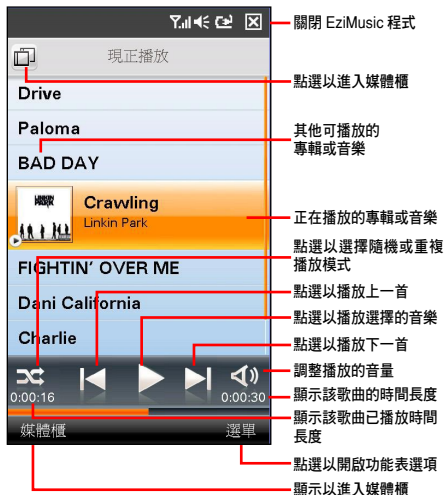 關閉 EziMusic 程式
現正播放
點選以進入媒體櫃
Drive
Paloma
其他可播放的
專輯或音樂
BAD DAY
Crawling
Linkin Park
正在播放的專輯或音樂
點選以選擇隨機或重複
播放模式
FIGHTIN' OVER ME
Dani California
點選以播放上一首
點選以播放選擇的音樂
Charlie
點選以播放下一首
調整播放的音量
0:00:16
0:00:30
顯示該歌曲的時間長度
顯示該歌曲已播放時間
長度
媒體櫃
選單
點選以開啟功能表選項
顯示以進入媒體櫃